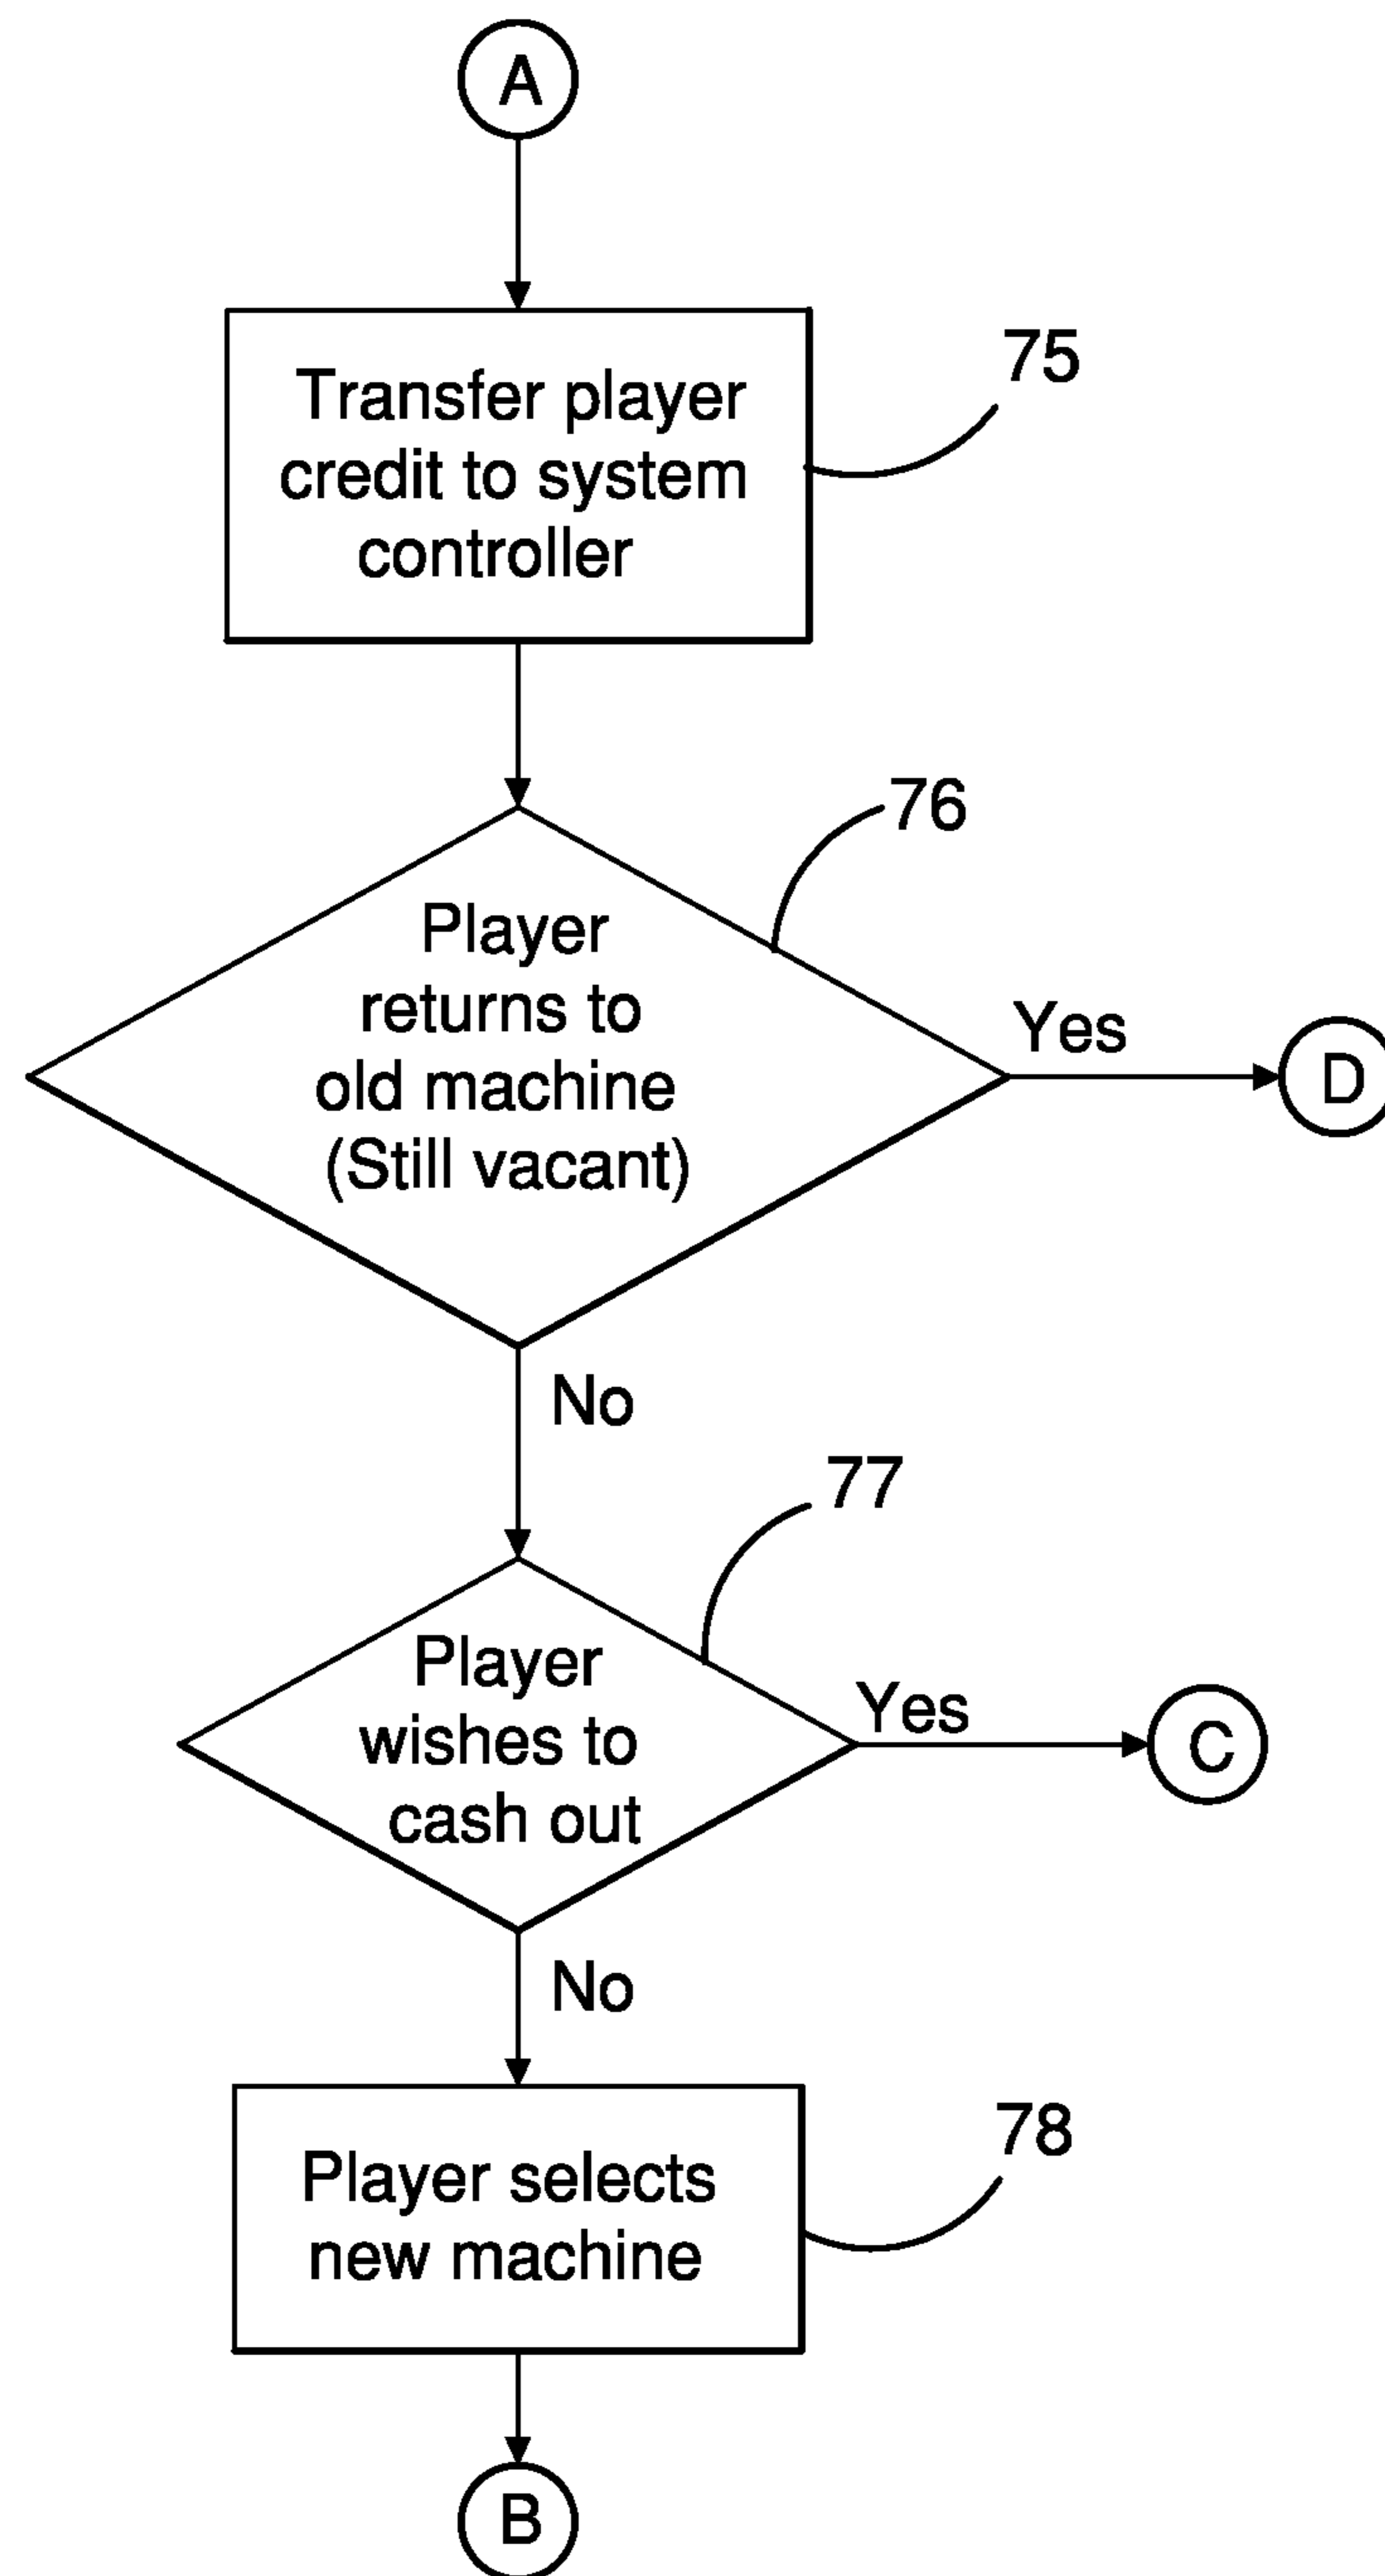 A
Transfer player
credit to system
controller
75
Player
returns to
old machine
(Still vacant)
76
Yes
D
No
Player
wishes to
cash out
77
Yes
C
No
Player selects
new machine
78
B